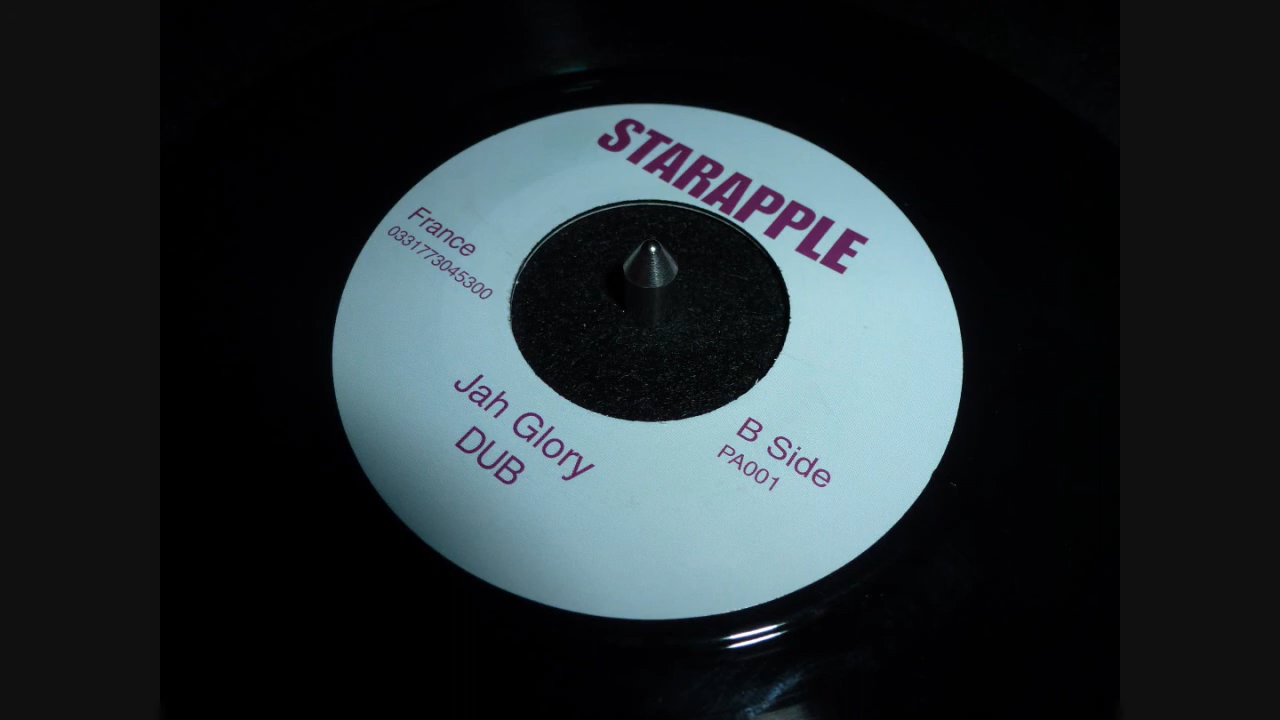 STARAPPLE
France
0331773045300
Jah Glory
DUB
B Side
PA001